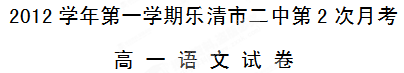 2012 学年第一学期乐清市二中第 2 次月考
高 一 语 文 试 卷